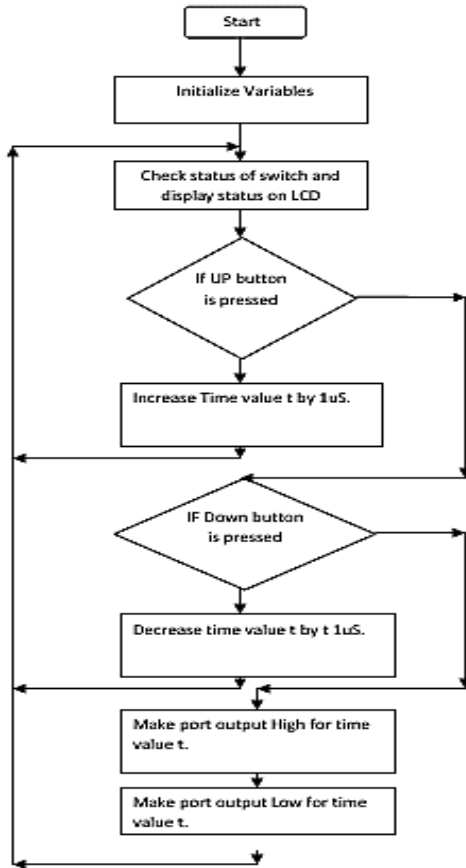 Start
Initialize Variables
Check status of switch and
display status on LCD
If UP button
is pressed
Increase Time value t by 1uS.
IF Down button
is pressed
Decrease time value t by t 1uS.
Make port output High for time
value t.
Make port output Low for time
value t.